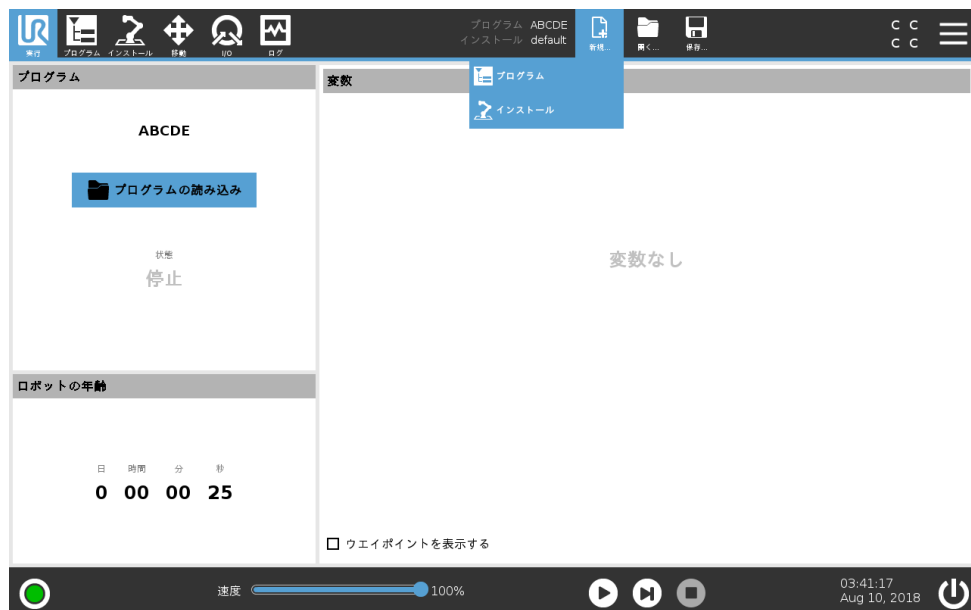 UR
実行
プログラム
インストール
移動
I/O
ログ
プログラム ABCDE
インストール default
新規...
開く...
保存...
C C
C C
プログラム
インストール
プログラム
ABCDE
プログラムの読み込み
状態
停止
変数
変数なし
ウエイポイントを表示する
ロボットの年齢
日 時間 分 秒
0 00 00 25
速度 100%
03:41:17
Aug 10, 2018